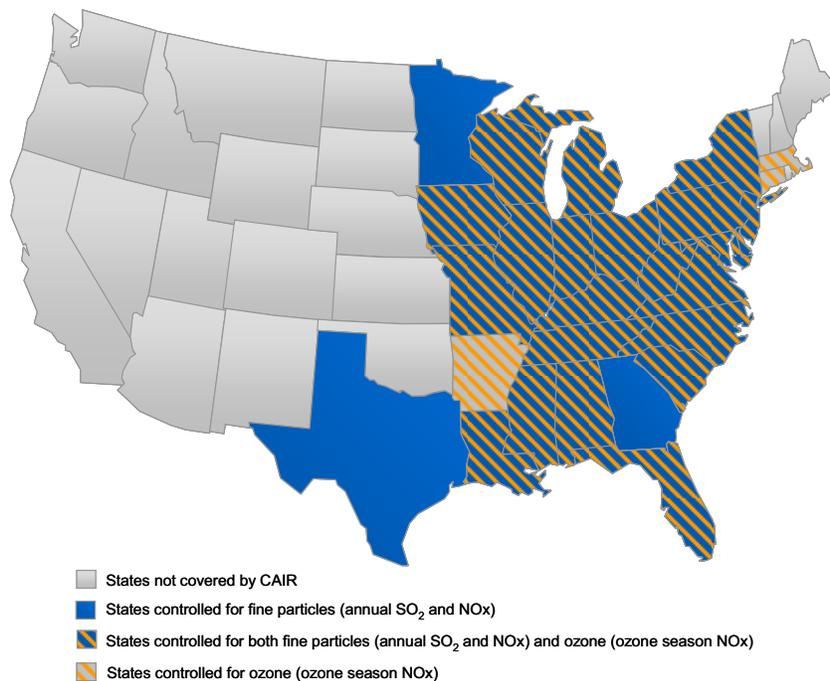 States not covered by CAIR
States controlled for fine particles (annual SO₂ and NOx)
States controlled for both fine particles (annual SO₂ and NOx) and ozone (ozone season NOx)
States controlled for ozone (ozone season NOx)